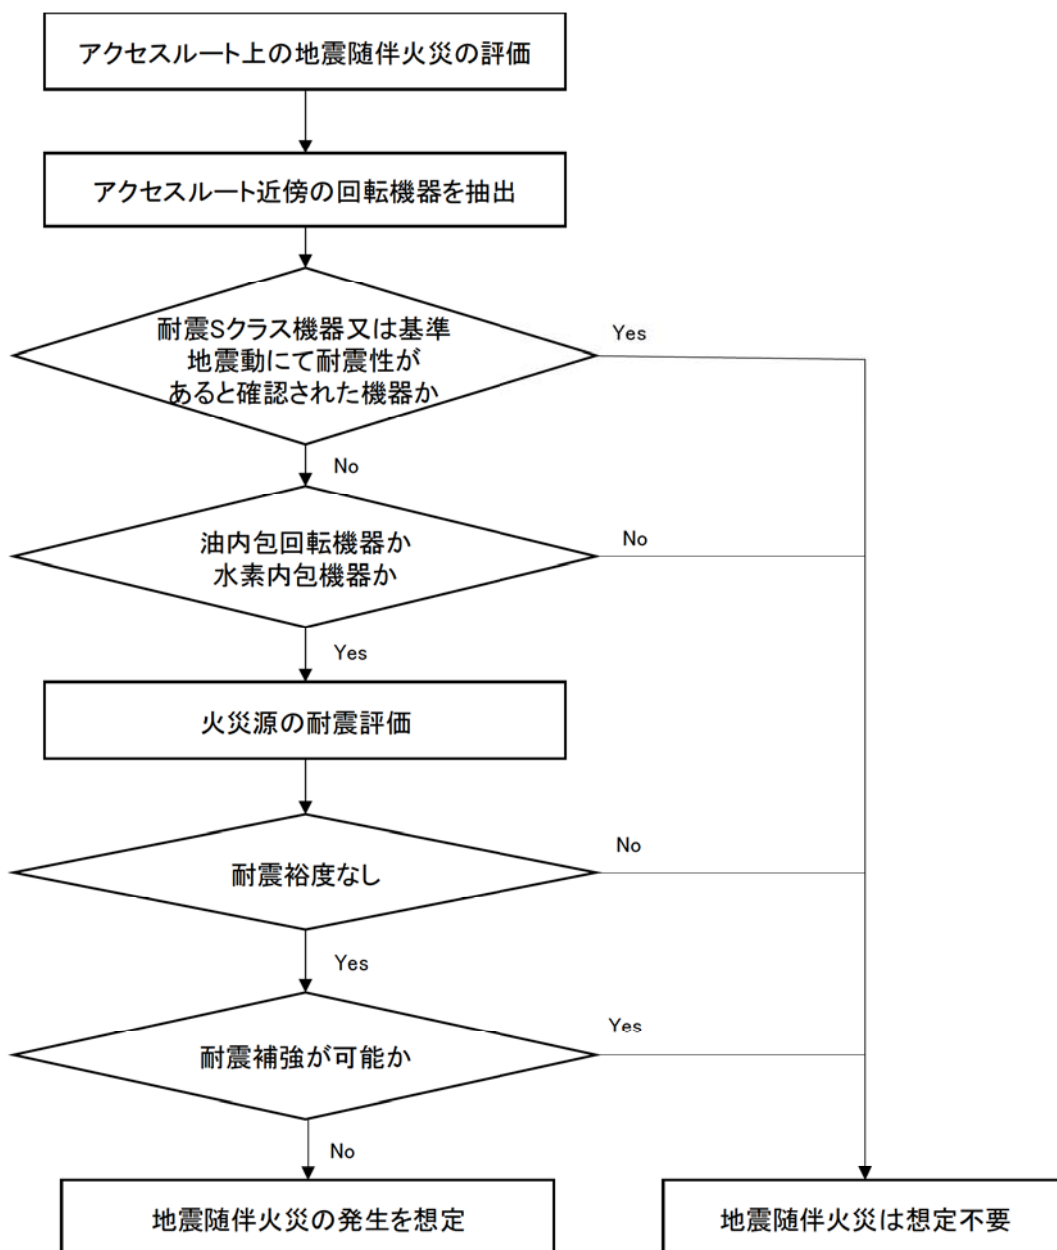 アクセスルート上の地震随伴火災の評価
アクセスルート近傍の回転機器を抽出
耐震Sクラス機器又は基準
地震動にて耐震性が
あると確認された機器か
Yes
No
油内包回転機器か
水素内包機器か
No
Yes
火災源の耐震評価
耐震裕度なし
No
Yes
耐震補強が可能か
Yes
No
地震随伴火災の発生を想定
地震随伴火災は想定不要